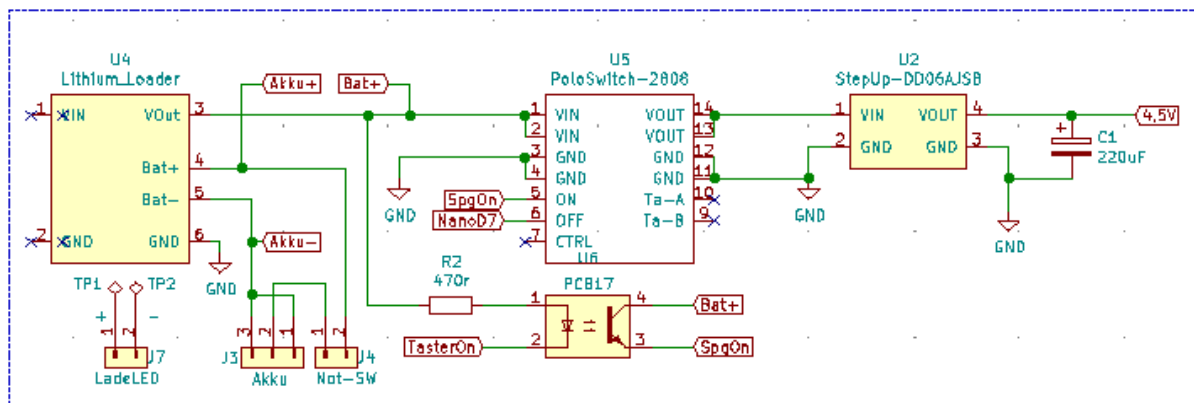 U4
Lithium_Loader
1 VIN VOut 3
Bat+ 4
Bat- 5
2 GND GND 6
Akku+
Bat+
Akku-
GND
TP1 TP2
+ -
1 2
J7
LadeLED
3 2 1
J3
Akku
1 2
J4
Not-SW
U5
PoloSwitch-2808
1 VIN VOUT 14
2 VIN VOUT 13
3 GND GND 12
4 GND GND 11
5 ON Ta-A 10
6 OFF Ta-B 9
7 CTRL
GND
SpgOn
NanoD7
U6
PC817
R2
470r
1 4
2 3
TasterOn
Bat+
SpgOn
U2
StepUp-DD06AJSB
1 VIN VOUT 4
2 GND GND 3
GND
4,5V
+
C1
220uF
GND